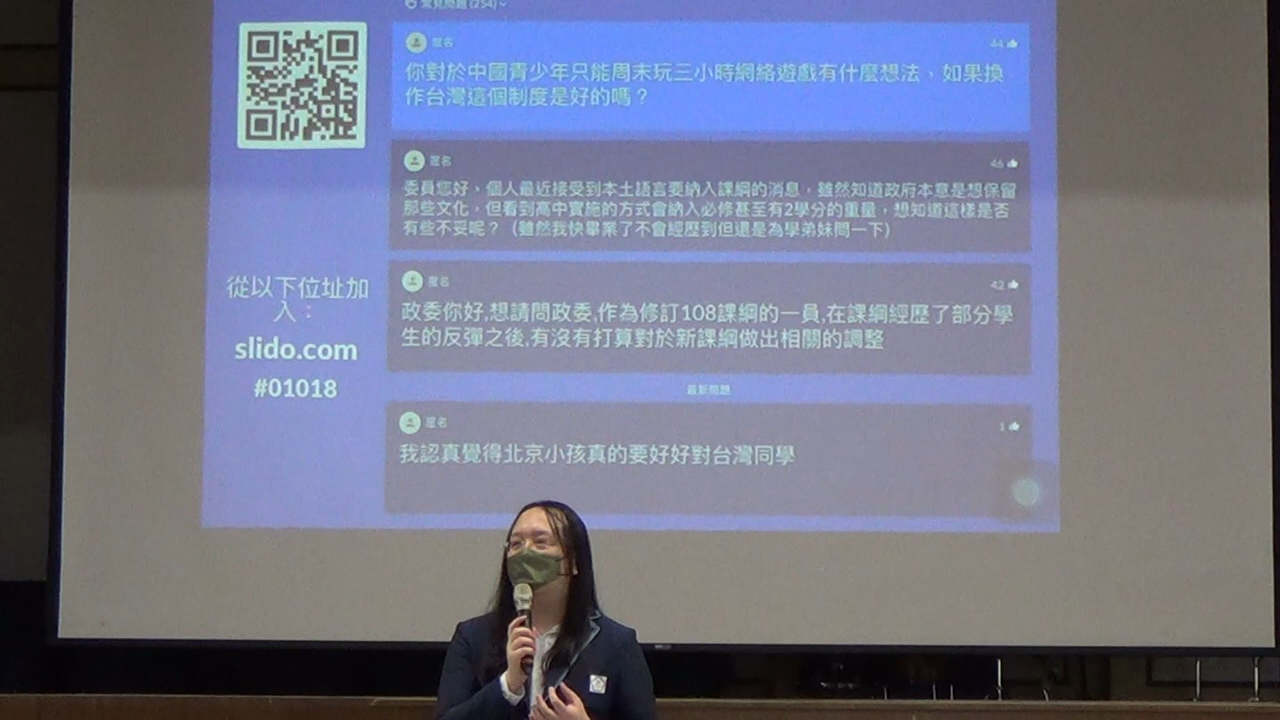 常見問題 (254)
匿名
44
你對於中國青少年只能周末玩三小時網絡遊戲有什麼想法，如果換
作台灣這個制度是好的嗎？
匿名
46
委員您好，個人最近接受到本土語言要納入課綱的消息，雖然知道政府本意是想保留
那些文化，但看到高中實施的方式會納入必修甚至有2學分的重量，想知道這樣是否
有些不妥呢？（雖然我快畢業了不會經歷到但還是為學弟妹問一下）
匿名
42
政委你好,想請問政委,作為修訂108課綱的一員,在課綱經歷了部分學
生的反彈之後,有沒有打算對於新課綱做出相關的調整
最新問題
匿名
1
我認真覺得北京小孩真的要好好對台灣同學
從以下位址加
入：
slido.com
#01018